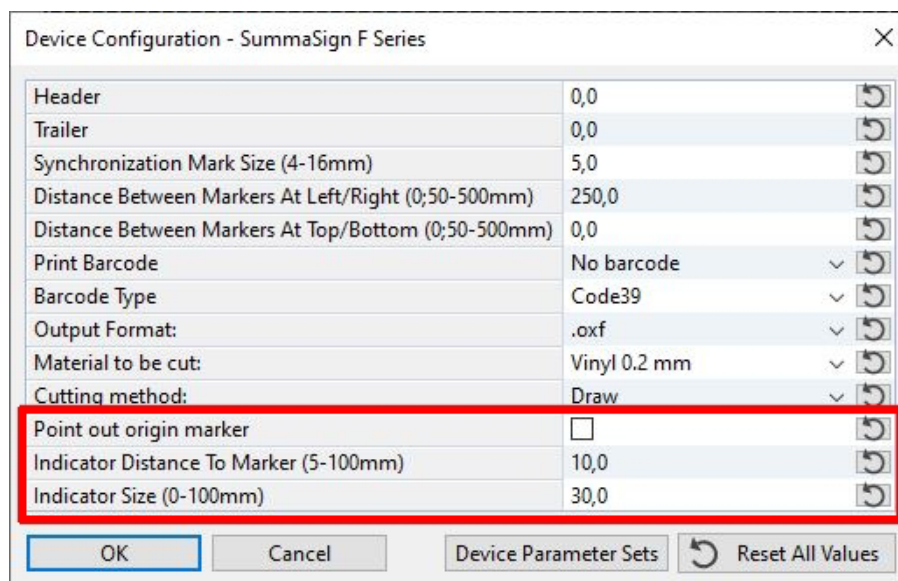 Device Configuration - SummaSign F Series
Header 0,0
Trailer 0,0
Synchronization Mark Size (4-16mm) 5,0
Distance Between Markers At Left/Right (0;50-500mm) 250,0
Distance Between Markers At Top/Bottom (0;50-500mm) 0,0
Print Barcode No barcode
Barcode Type Code39
Output Format: .oxf
Material to be cut: Vinyl 0.2 mm
Cutting method: Draw
Point out origin marker
Indicator Distance To Marker (5-100mm) 10,0
Indicator Size (0-100mm) 30,0
OK Cancel Device Parameter Sets Reset All Values